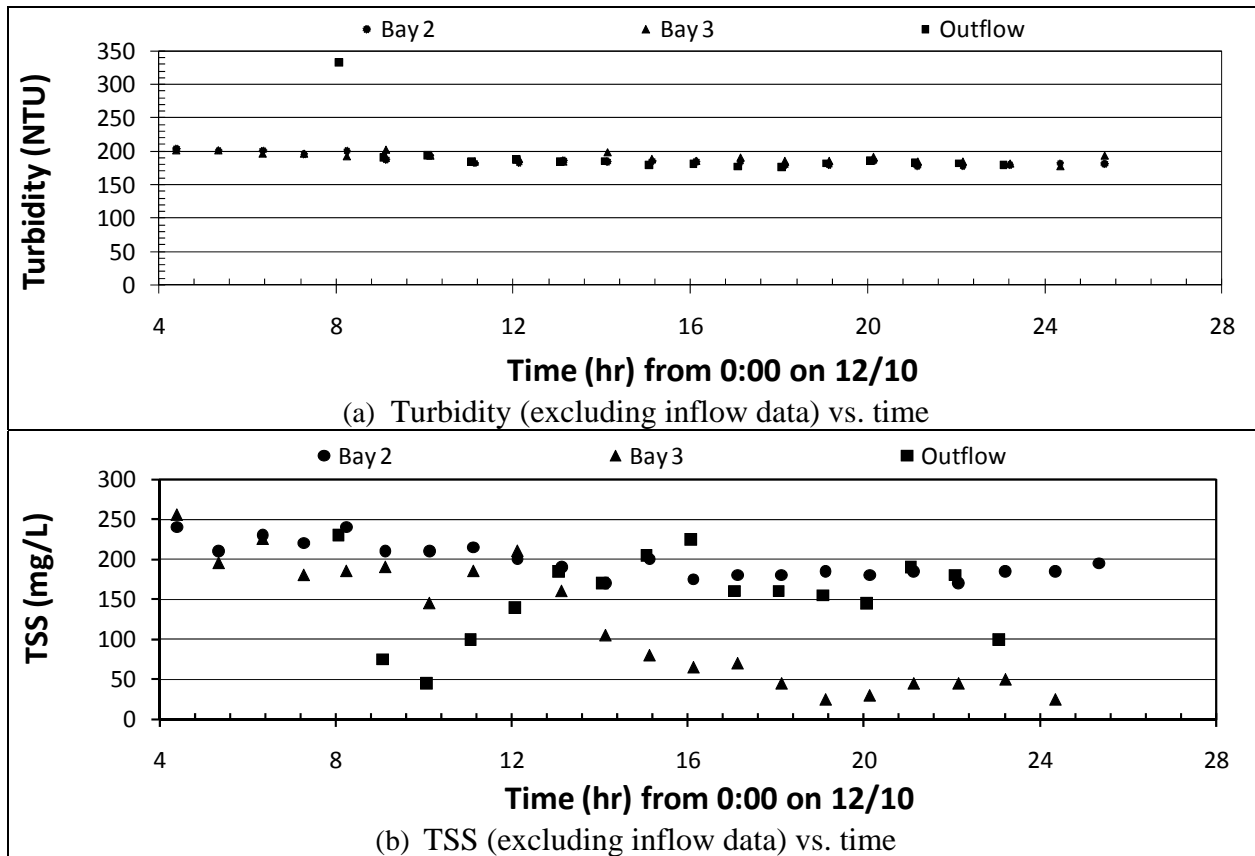 Bay 2 Bay 3 Outflow
350
300
250
200
150
100
50
0
Turbidity (NTU)
4 8 12 16 20 24 28
Time (hr) from 0:00 on 12/10
(a) Turbidity (excluding inflow data) vs. time
Bay 2 Bay 3 Outflow
300
250
200
150
100
50
0
TSS (mg/L)
4 8 12 16 20 24 28
Time (hr) from 0:00 on 12/10
(b) TSS (excluding inflow data) vs. time